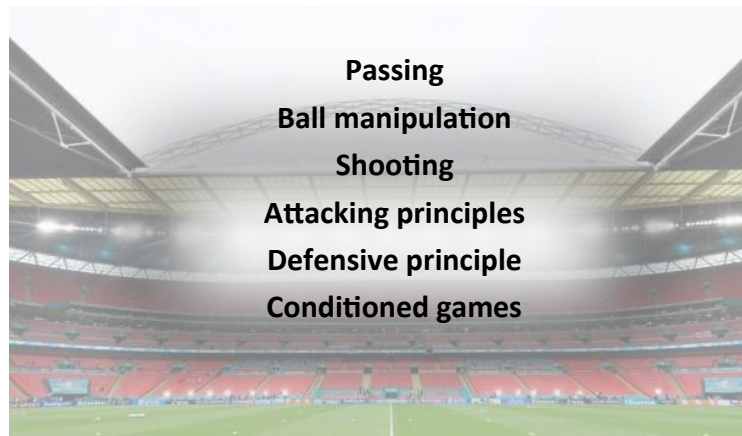 Passing
Ball manipulation
Shooting
Attacking principles
Defensive principle
Conditioned games